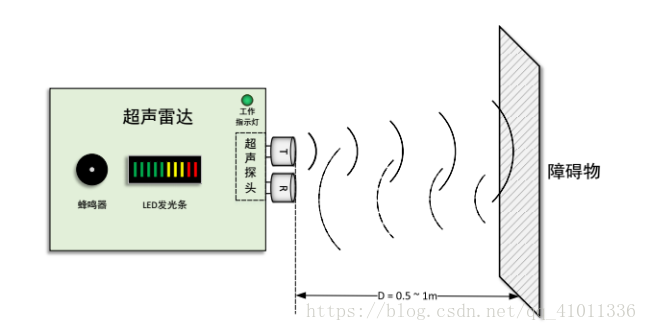 超声雷达
工作
指示灯
超声探头
T
R
蜂鸣器
LED发光条
障碍物
D = 0.5 ~ 1m
https://blog.csdn.net/qq_41011336